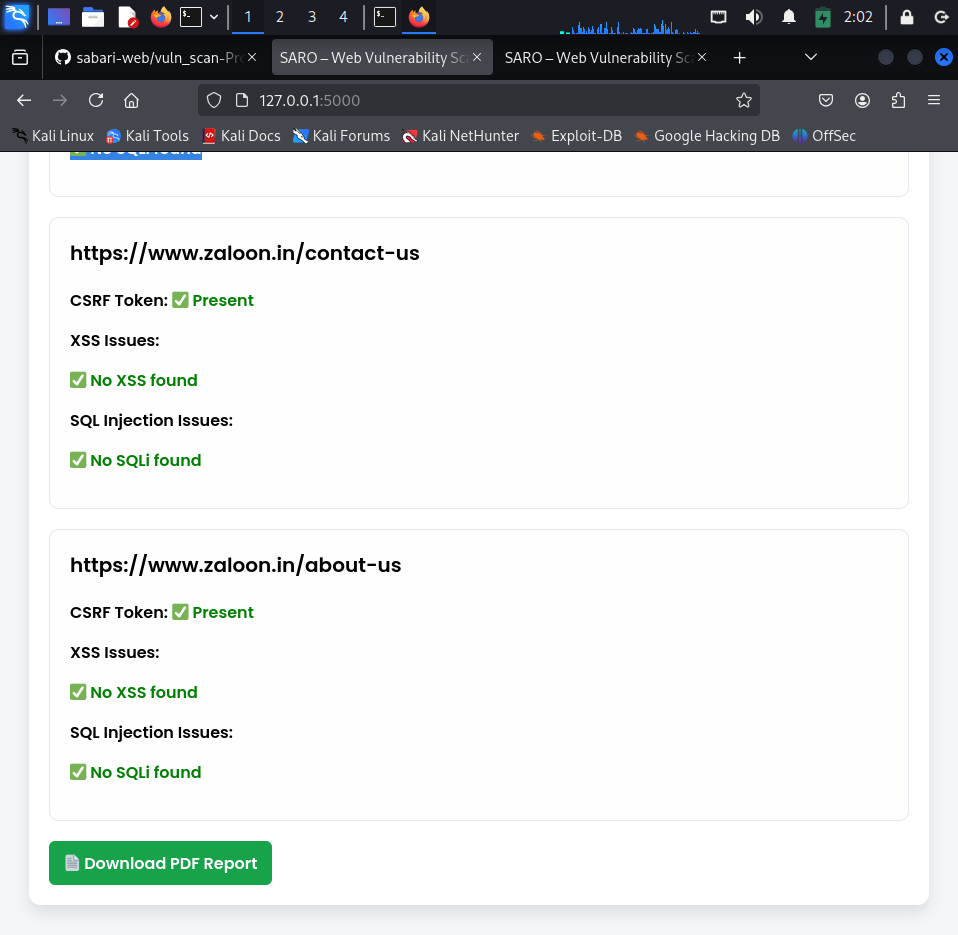 1 2 3 4 2:02
sabari-web/vuln_scan-Pro
SARO – Web Vulnerability Sc
SARO – Web Vulnerability Sc
127.0.0.1:5000
Kali Linux Kali Tools Kali Docs Kali Forums Kali NetHunter Exploit-DB Google Hacking DB OffSec
https://www.zaloon.in/contact-us
CSRF Token: ✅ Present
XSS Issues:
✅ No XSS found
SQL Injection Issues:
✅ No SQLi found
https://www.zaloon.in/about-us
CSRF Token: ✅ Present
XSS Issues:
✅ No XSS found
SQL Injection Issues:
✅ No SQLi found
Download PDF Report